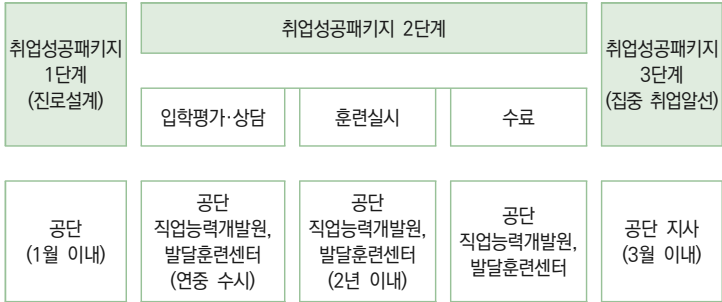 취업성공패키지
1단계
(진로설계)
취업성공패키지 2단계
입학평가·상담
훈련실시
수료
취업성공패키지
3단계
(집중 취업알선)
공단
(1월 이내)
공단
직업능력개발원,
발달훈련센터
(연중 수시)
공단
직업능력개발원,
발달훈련센터
(2년 이내)
공단
직업능력개발원,
발달훈련센터
공단 지사
(3월 이내)